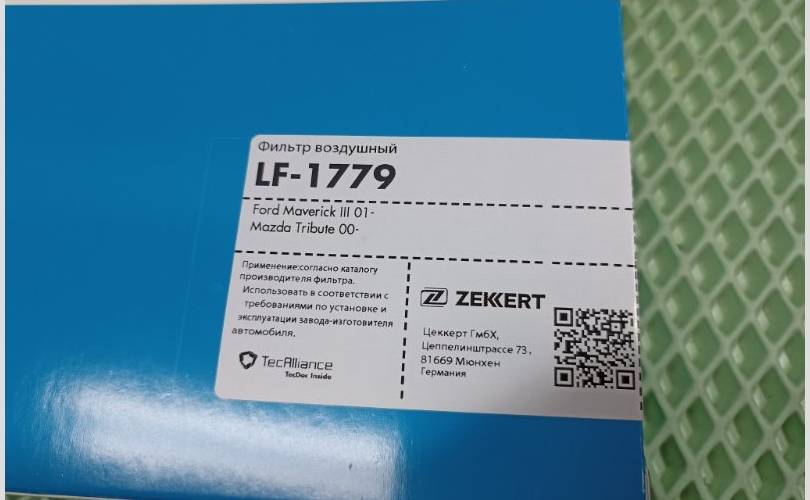 Фильтр воздушный
LF-1779
Ford Maverick III 01-
Mazda Tribute 00-
Применение:согласно каталогу
производителя фильтра.
Использовать в соответствии с
требованиями по установке и
эксплуатации завода-изготовителя
автомобиля.
TecAlliance
TecDoc Inside
ZEKKERT
Цеккерт ГмбХ,
Цеппелинштрассе 73,
81669 Мюнхен
Германия